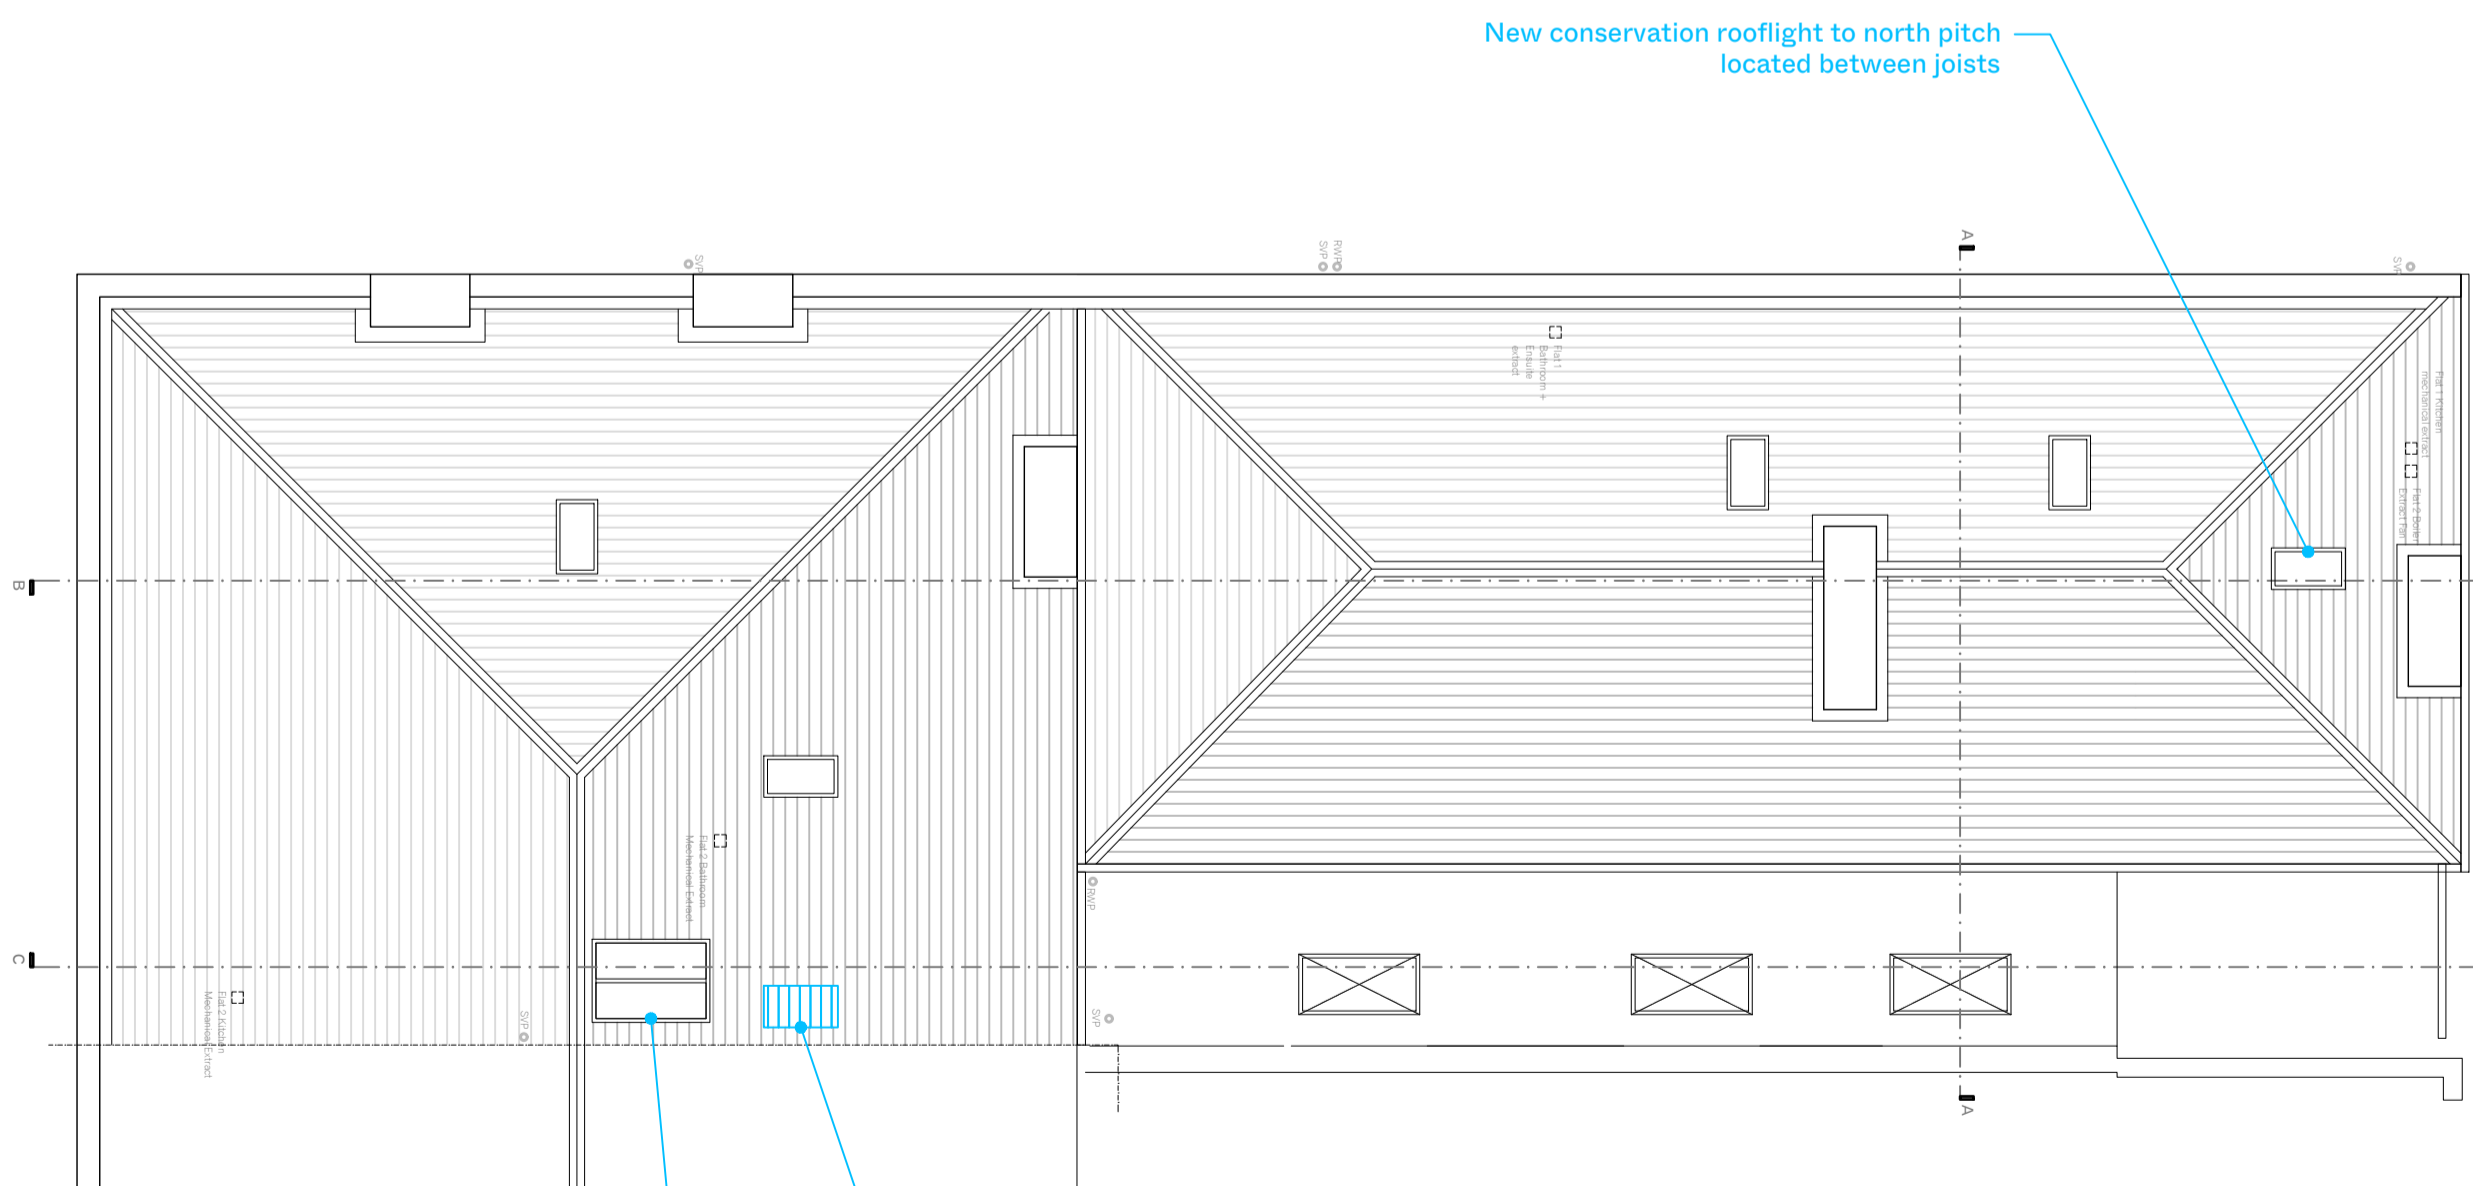 New conservation rooflight to north pitch
located between joists
A
SVP
RWP
SVP
SVP
Flat 1
Bathroom +
Ensuite
extract
Flat 1 Kitchen
mechanical extract
Flat 2 Boiler
Extract Fan
B
Flat 2 Bathroom
Mechanical Extract
RWP
C
Flat 2 Kitchen
Mechanical Extract
SVP
SVP
A